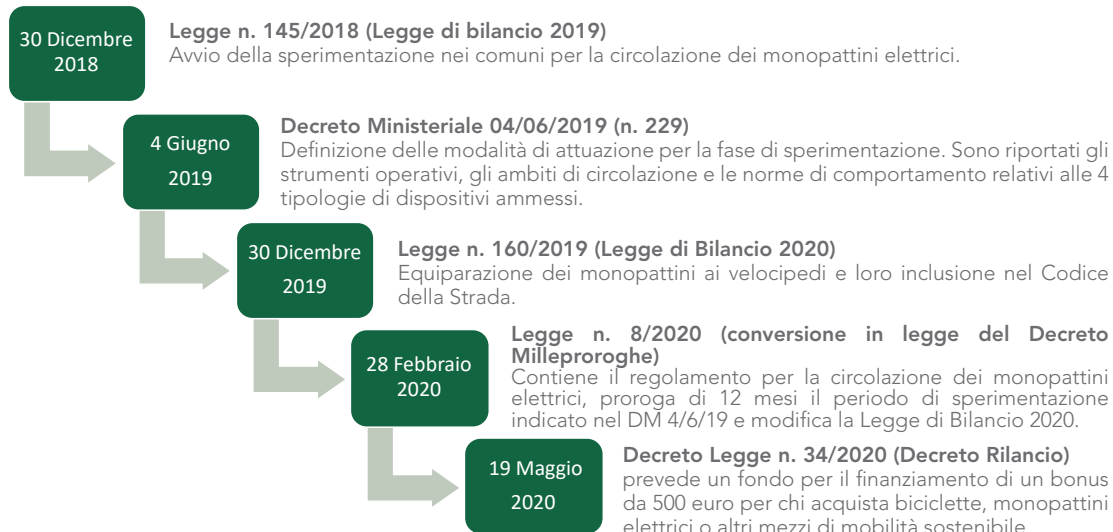 30 Dicembre
2018
Legge n. 145/2018 (Legge di bilancio 2019)
Avvio della sperimentazione nei comuni per la circolazione dei monopattini elettrici.
4 Giugno
2019
Decreto Ministeriale 04/06/2019 (n. 229)
Definizione delle modalità di attuazione per la fase di sperimentazione. Sono riportati gli
strumenti operativi, gli ambiti di circolazione e le norme di comportamento relativi alle 4
tipologie di dispositivi ammessi.
30 Dicembre
2019
Legge n. 160/2019 (Legge di Bilancio 2020)
Equiparazione dei monopattini ai velocipedi e loro inclusione nel Codice
della Strada.
28 Febbraio
2020
Legge n. 8/2020 (conversione in legge del Decreto
Milleproroghe)
Contiene il regolamento per la circolazione dei monopattini
elettrici, proroga di 12 mesi il periodo di sperimentazione
indicato nel DM 4/6/19 e modifica la Legge di Bilancio 2020.
19 Maggio
2020
Decreto Legge n. 34/2020 (Decreto Rilancio)
prevede un fondo per il finanziamento di un bonus
da 500 euro per chi acquista biciclette, monopattini
elettrici o altri mezzi di mobilità sostenibile